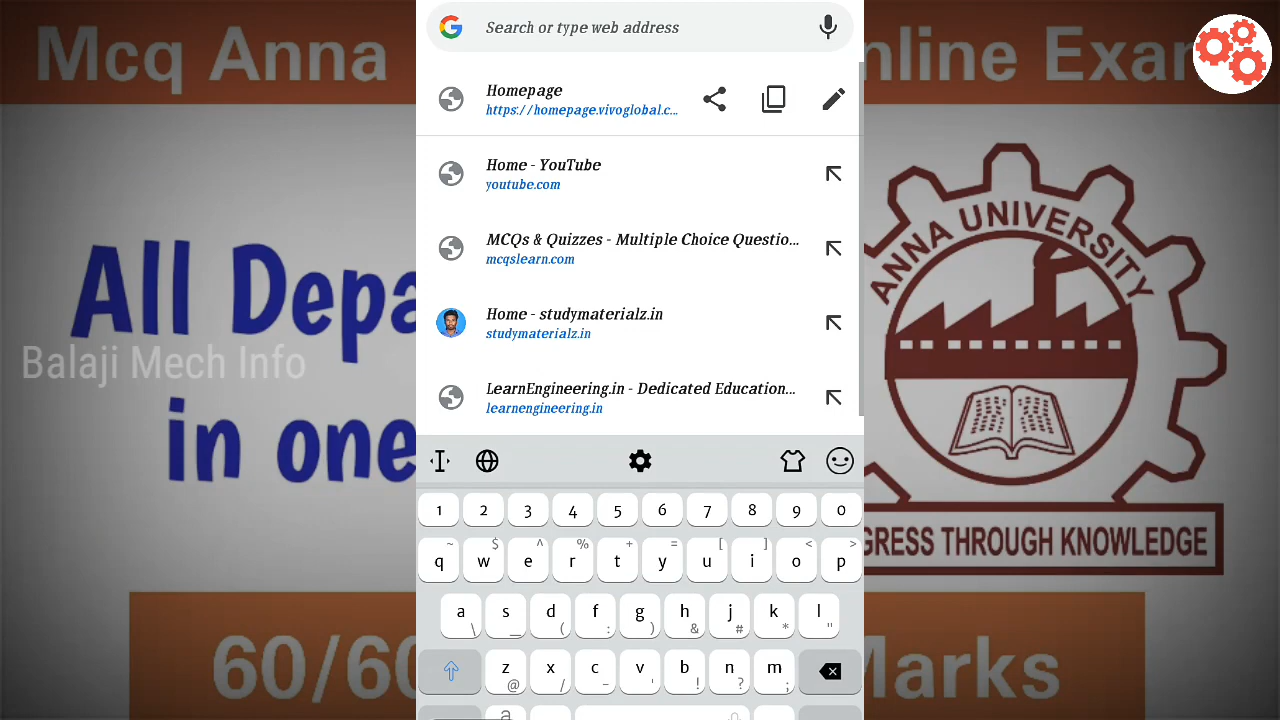 Mcq Anna
nline Exam
All Depa
in one
Balaji Mech Info
60/60
Marks
ANNA UNIVERSITY
GRESS THROUGH KNOWLEDGE
Search or type web address
Homepage
https://homepage.vivoglobal.c...
Home - YouTube
youtube.com
MCQs & Quizzes - Multiple Choice Questio...
mcqslearn.com
Home - studymaterialz.in
studymaterialz.in
LearnEngineering.in - Dedicated Education...
learnengineering.in
1 2 3 4 5 6 7 8 9 0
~ $ ^ % + = [ ] < >
q w e r t y u i o p
a s d f g h j k l
\ _ ( : ) & # * "
z x c v b n m
@ / - ' ! ? ;